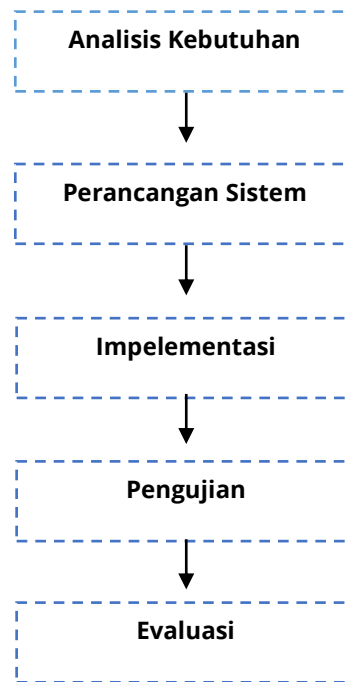 Analisis Kebutuhan
Perancangan Sistem
Impelementasi
Pengujian
Evaluasi